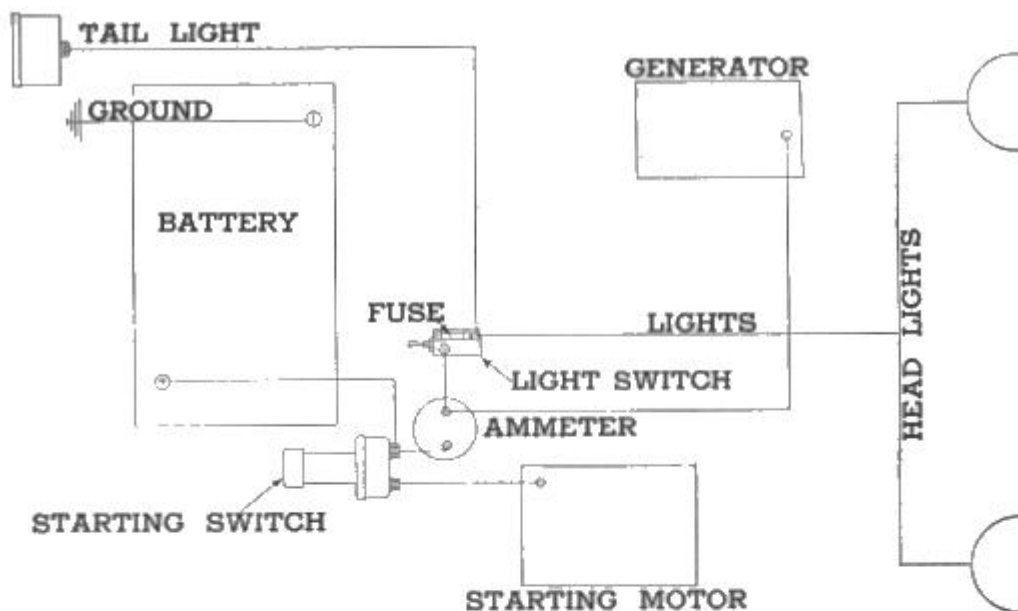 TAIL LIGHT
GENERATOR
GROUND
BATTERY
FUSE
LIGHTS
HEAD LIGHTS
LIGHT SWITCH
AMMETER
STARTING SWITCH
STARTING MOTOR